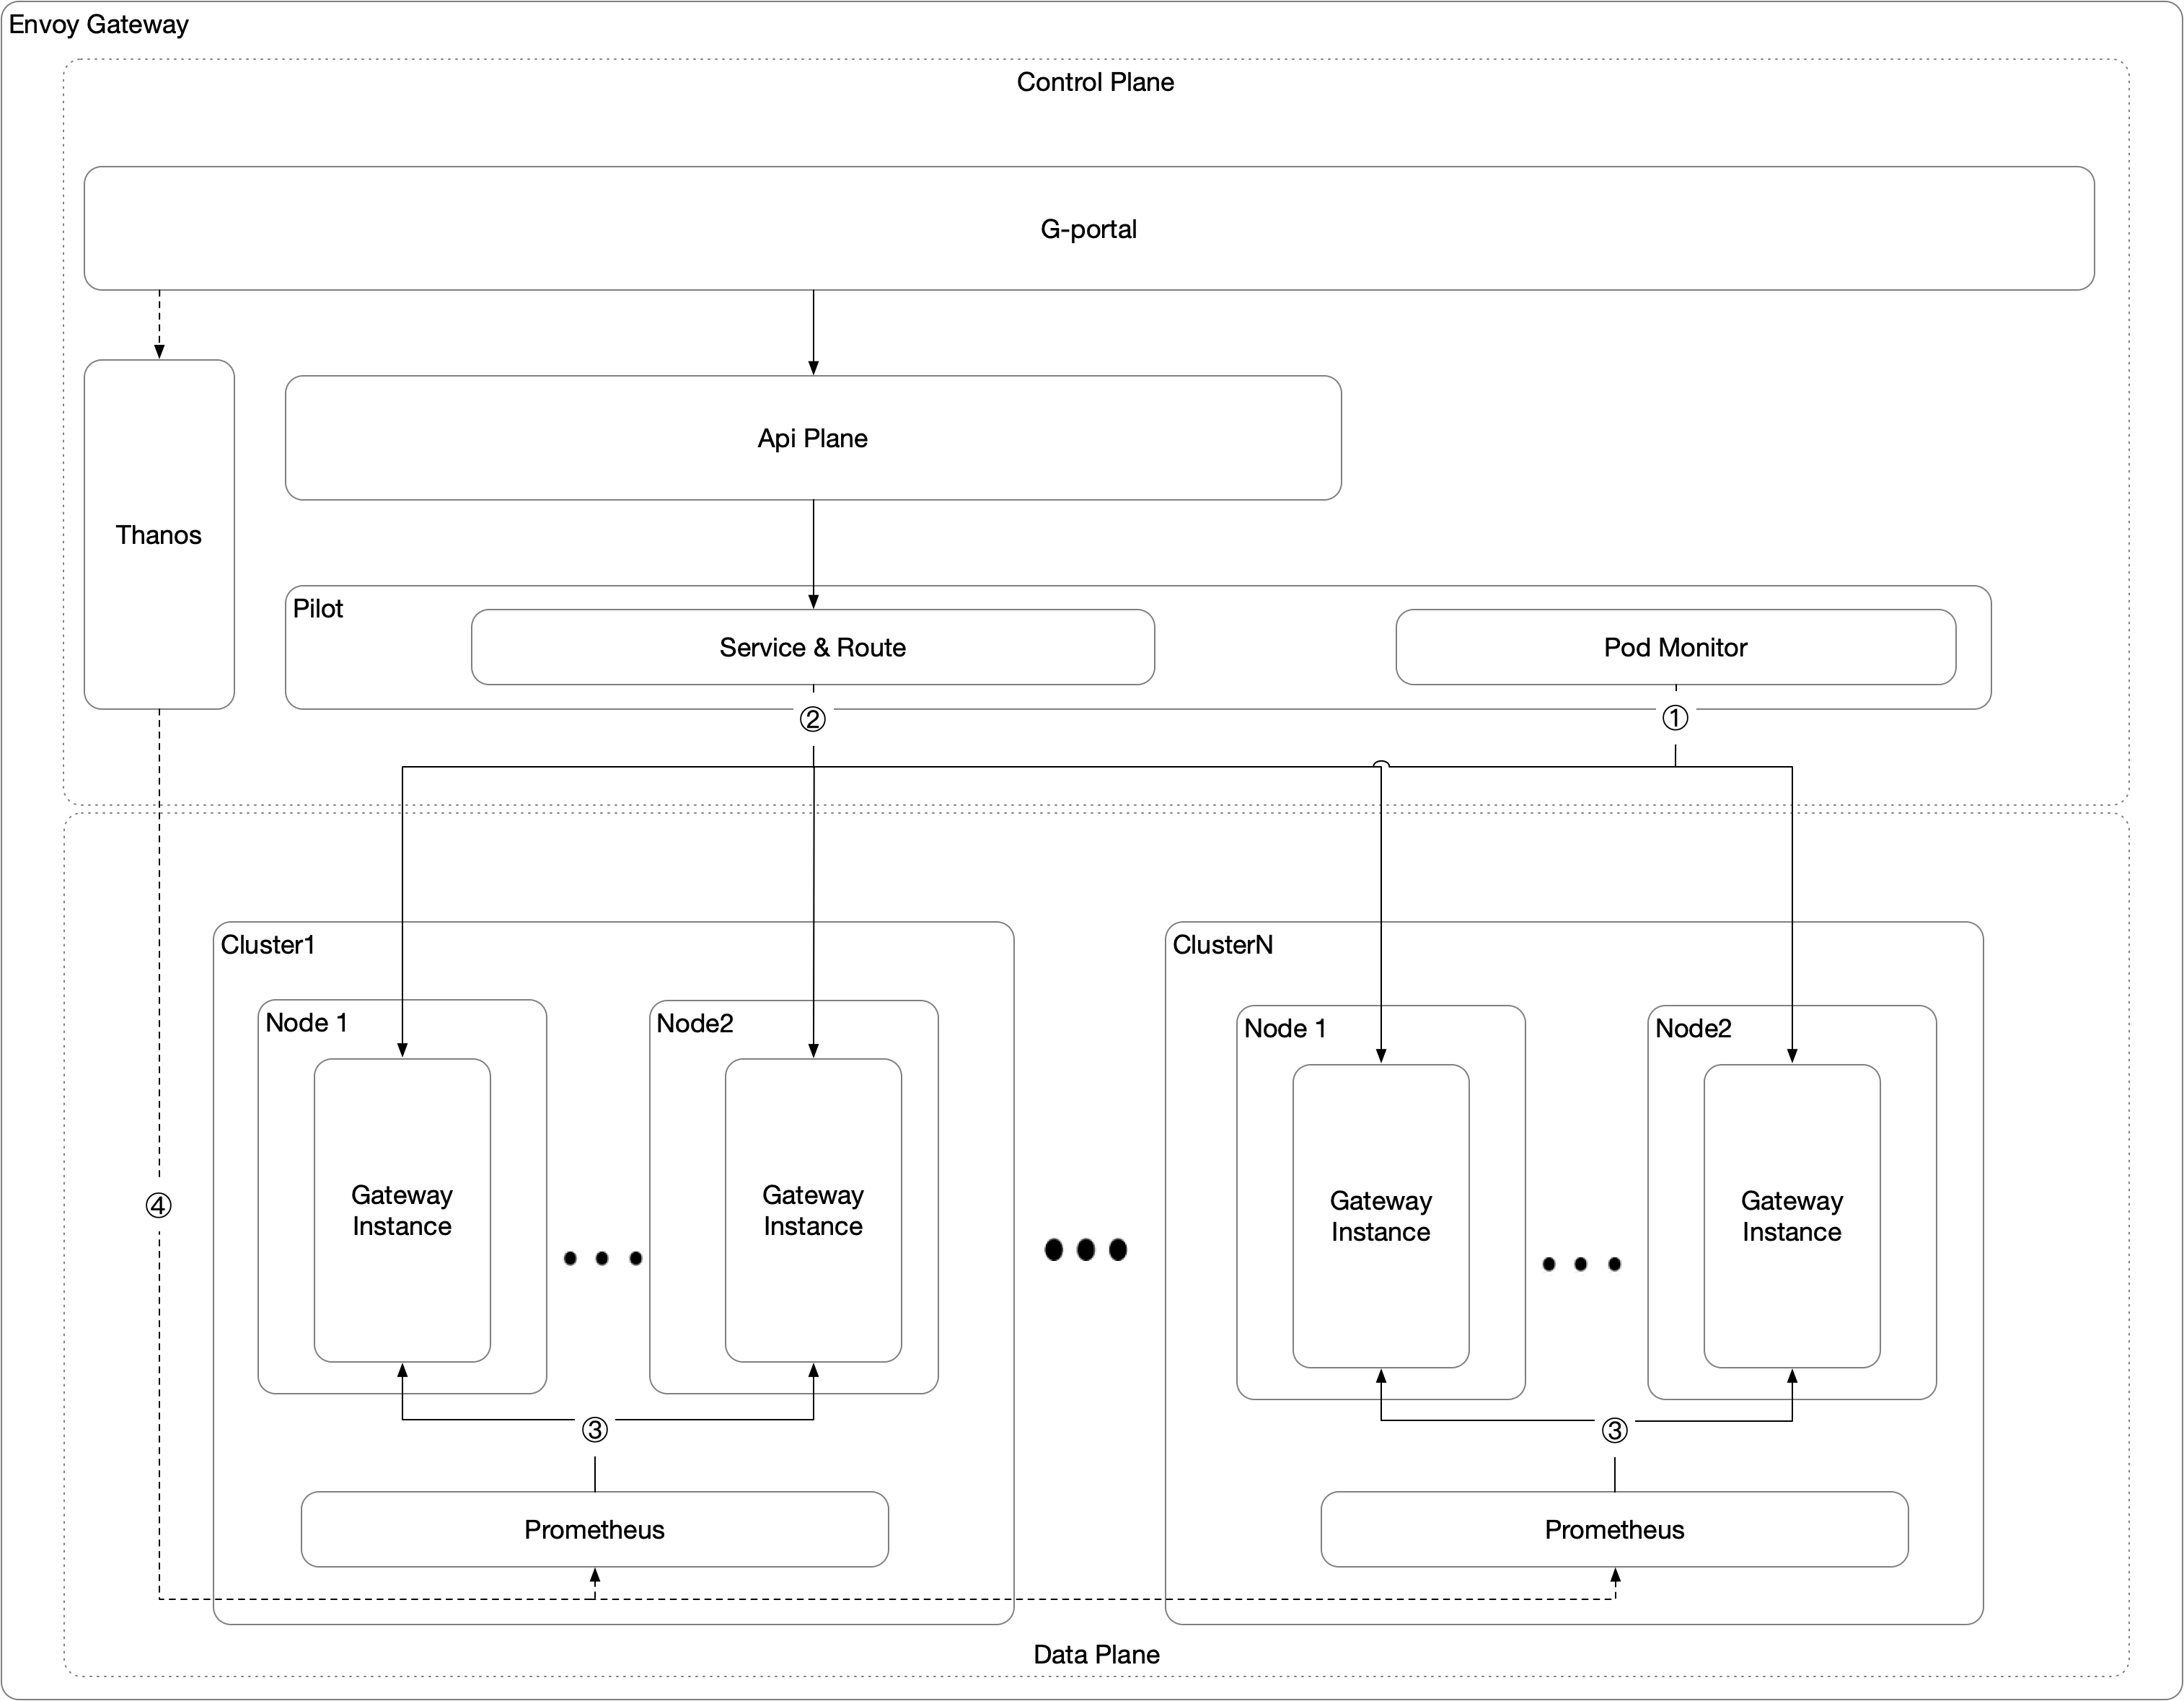 Envoy Gateway
Control Plane
G-portal
Api Plane
Thanos
Pilot
Service & Route
Pod Monitor
②
①
Cluster1
ClusterN
Node 1
Node2
Node 1
Node2
Gateway
Instance
Gateway
Instance
Gateway
Instance
Gateway
Instance
④
③
③
Prometheus
Prometheus
Data Plane